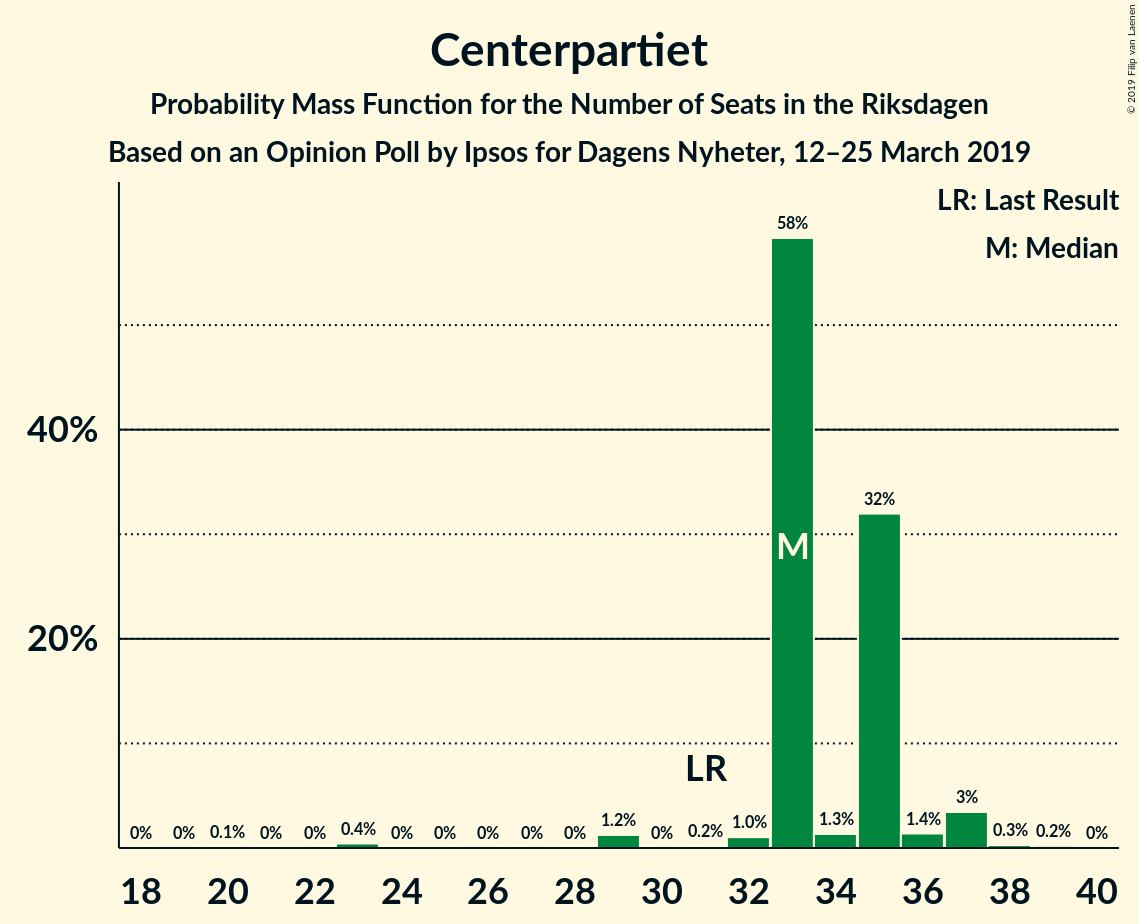 Centerpartiet
Probability Mass Function for the Number of Seats in the Riksdagen
Based on an Opinion Poll by Ipsos for Dagens Nyheter, 12–25 March 2019
© 2019 Filip van Laenen
LR: Last Result
M: Median
40%
20%
0% 0% 0.1% 0% 0% 0.4% 0% 0% 0% 0% 0% 1.2% 0% 0.2% 1.0% 58% 1.3% 32% 1.4% 3% 0.3% 0.2% 0%
LR
M
18 20 22 24 26 28 30 32 34 36 38 40